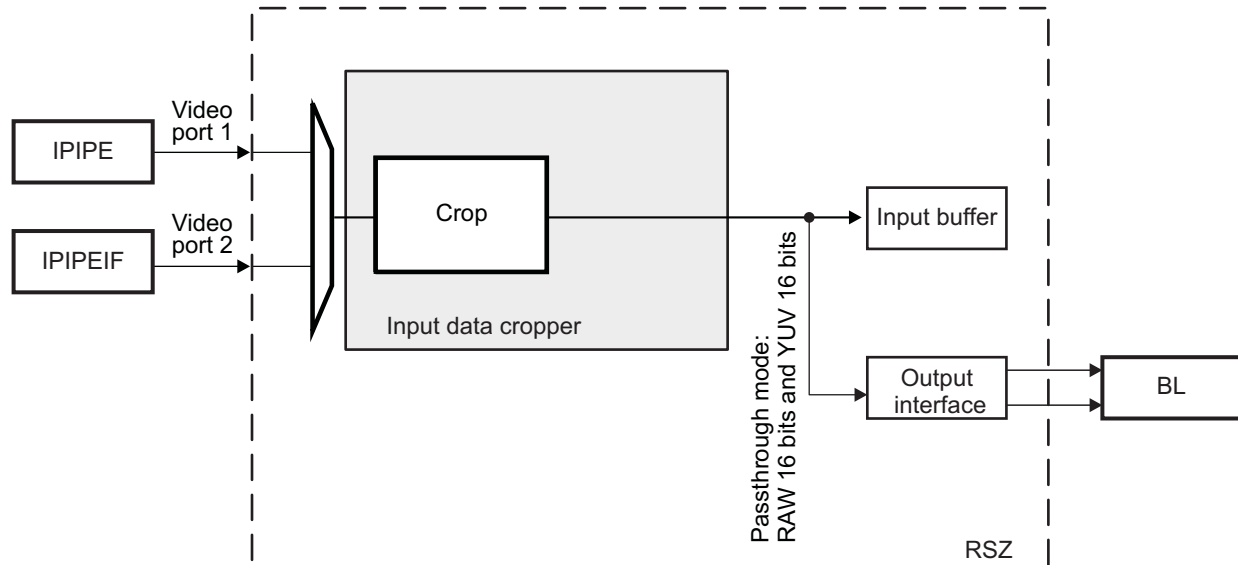 IPIPE
Video
port 1
IPIPEIF
Video
port 2
Crop
Input data cropper
Passthrough mode:
RAW 16 bits and YUV 16 bits
Input buffer
Output
interface
BL
RSZ